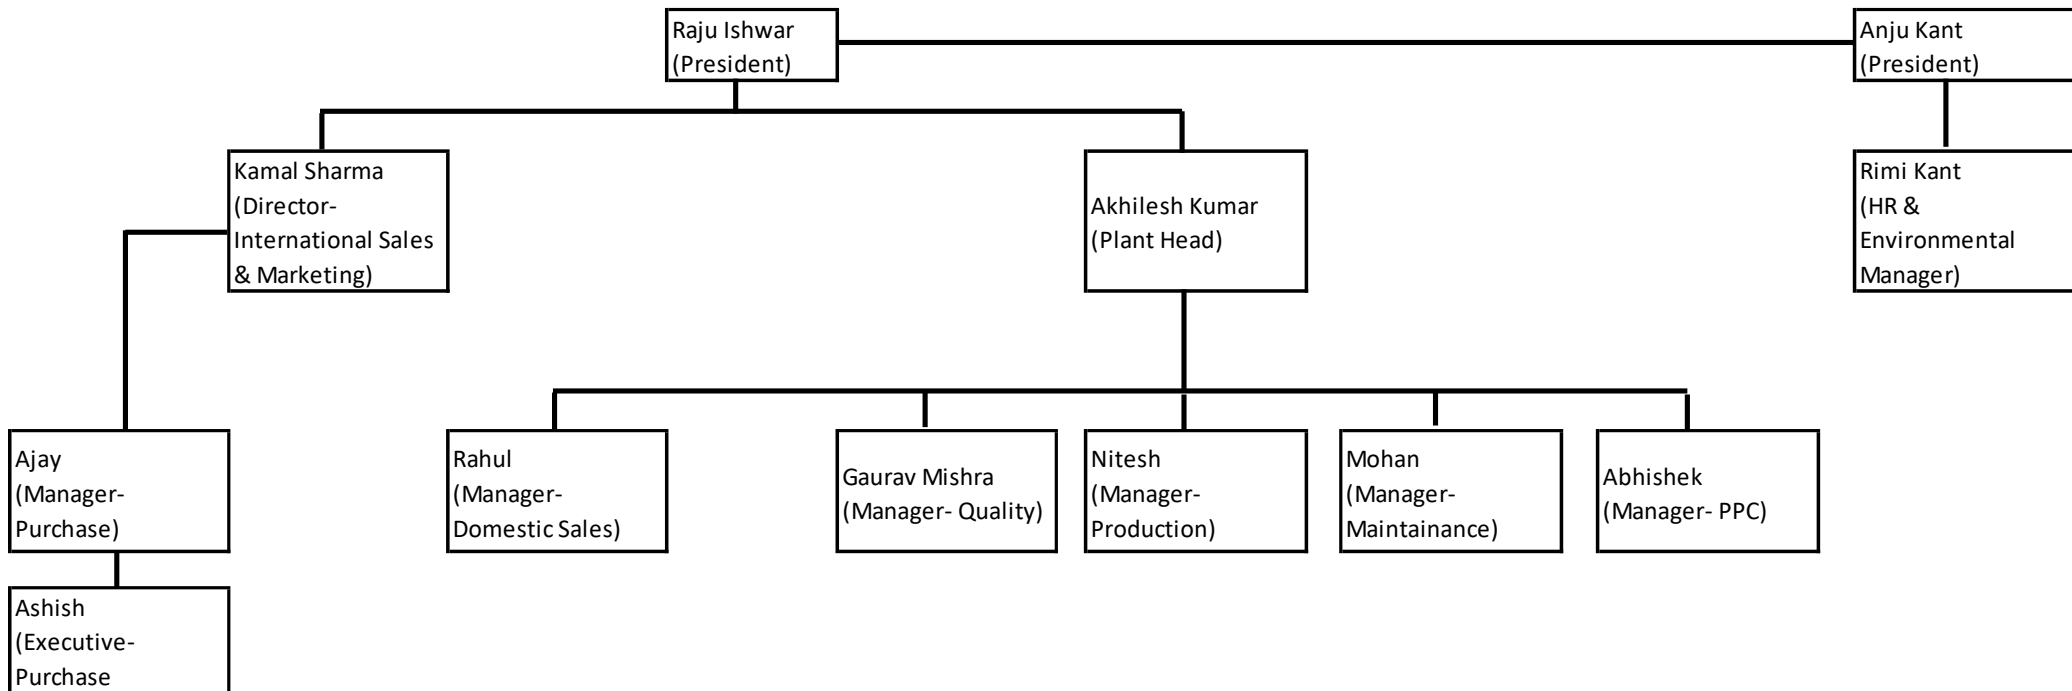 Raju Ishwar
(President)
Anju Kant
(President)
Kamal Sharma
(Director-
International Sales
& Marketing)
Akhilesh Kumar
(Plant Head)
Rimi Kant
(HR &
Environmental
Manager)
Ajay
(Manager-
Purchase)
Rahul
(Manager-
Domestic Sales)
Gaurav Mishra
(Manager- Quality)
Nitesh
(Manager-
Production)
Mohan
(Manager-
Maintainance)
Abhishek
(Manager- PPC)
Ashish
(Executive-
Purchase